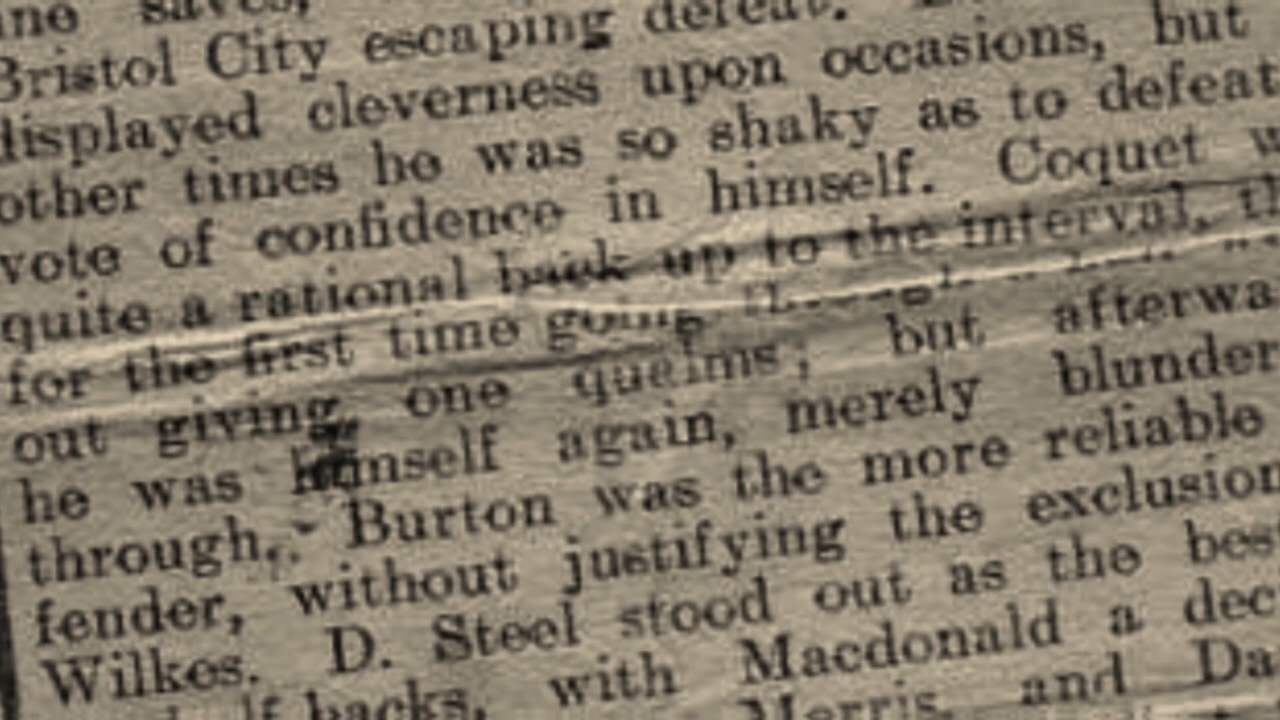 saves,
Bristol City escaping defeat.
displayed cleverness upon occasions, but
other times he was so shaky as to defeat
vote of confidence in himself. Coquet w
quite a rational back up to the interval, th
for the first time going
out giving one qualms; but afterwa
he was himself again, merely blunder
through. Burton was the more reliable
fender, without justifying the exclusion
Wilkes. D. Steel stood out as the bes
backs, with Macdonald a dec
Morris and Da